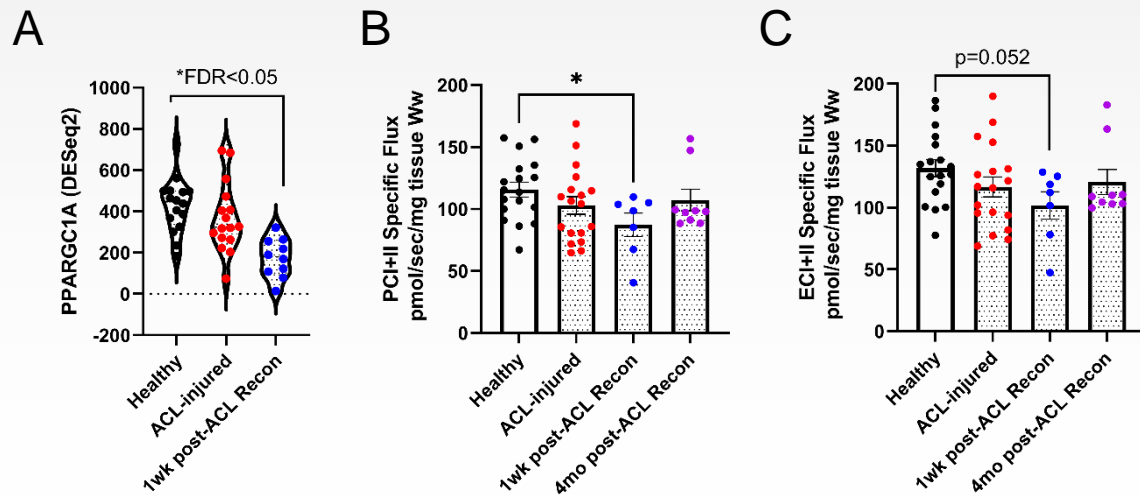 A
*FDR<0.05
PPARGC1A (DESeq2)
1000
800
600
400
200
0
-200
Healthy
ACL-injured
1wk post-ACL Recon
B
*
PCI+II Specific Flux
pmol/sec/mg tissue Ww
200
150
100
50
0
Healthy
ACL-injured
1wk post-ACL Recon
4mo post-ACL Recon
C
p=0.052
ECI+II Specific Flux
pmol/sec/mg tissue Ww
200
150
100
50
0
Healthy
ACL-injured
1wk post-ACL Recon
4mo post-ACL Recon